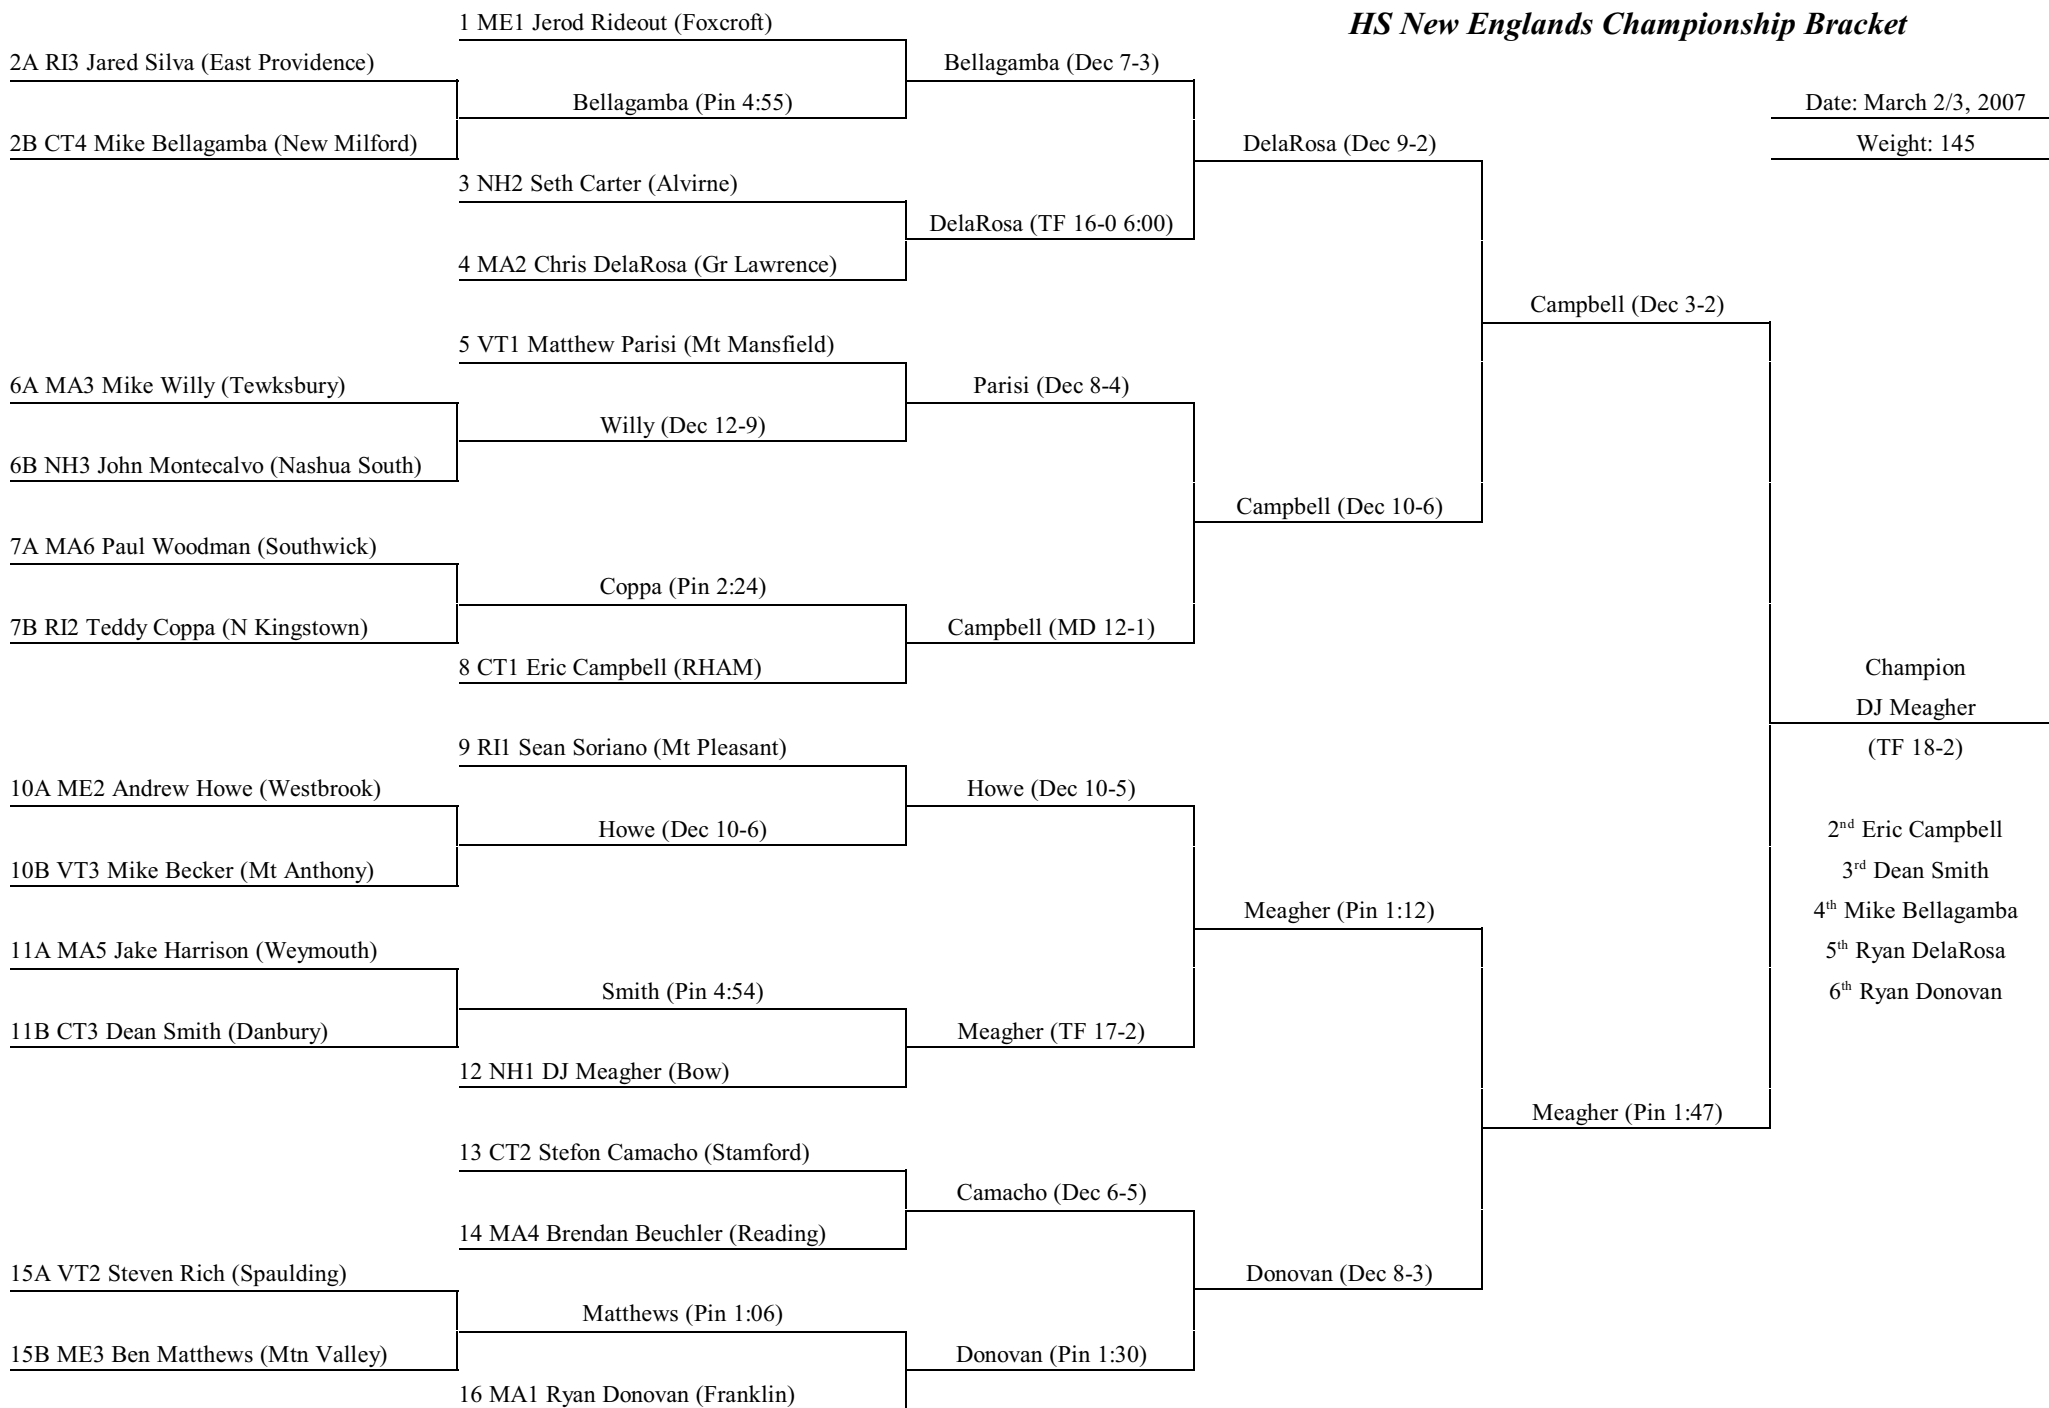 HS New Englands Championship Bracket
1 ME1 Jerod Rideout (Foxcroft)
2A RI3 Jared Silva (East Providence)
Bellagamba (Dec 7-3)
Bellagamba (Pin 4:55)
Date: March 2/3, 2007
2B CT4 Mike Bellagamba (New Milford)
DelaRosa (Dec 9-2)
Weight: 145
3 NH2 Seth Carter (Alvirne)
DelaRosa (TF 16-0 6:00)
4 MA2 Chris DelaRosa (Gr Lawrence)
Campbell (Dec 3-2)
5 VT1 Matthew Parisi (Mt Mansfield)
6A MA3 Mike Willy (Tewksbury)
Parisi (Dec 8-4)
Willy (Dec 12-9)
6B NH3 John Montecalvo (Nashua South)
Campbell (Dec 10-6)
7A MA6 Paul Woodman (Southwick)
Coppa (Pin 2:24)
7B RI2 Teddy Coppa (N Kingstown)
Campbell (MD 12-1)
8 CT1 Eric Campbell (RHAM)
Champion
DJ Meagher
(TF 18-2)
9 RI1 Sean Soriano (Mt Pleasant)
10A ME2 Andrew Howe (Westbrook)
Howe (Dec 10-5)
Howe (Dec 10-6)
2nd Eric Campbell
10B VT3 Mike Becker (Mt Anthony)
3rd Dean Smith
Meagher (Pin 1:12)
4th Mike Bellagamba
11A MA5 Jake Harrison (Weymouth)
5th Ryan DelaRosa
Smith (Pin 4:54)
6th Ryan Donovan
11B CT3 Dean Smith (Danbury)
Meagher (TF 17-2)
12 NH1 DJ Meagher (Bow)
Meagher (Pin 1:47)
13 CT2 Stefon Camacho (Stamford)
Camacho (Dec 6-5)
14 MA4 Brendan Beuchler (Reading)
15A VT2 Steven Rich (Spaulding)
Donovan (Dec 8-3)
Matthews (Pin 1:06)
15B ME3 Ben Matthews (Mtn Valley)
Donovan (Pin 1:30)
16 MA1 Ryan Donovan (Franklin)